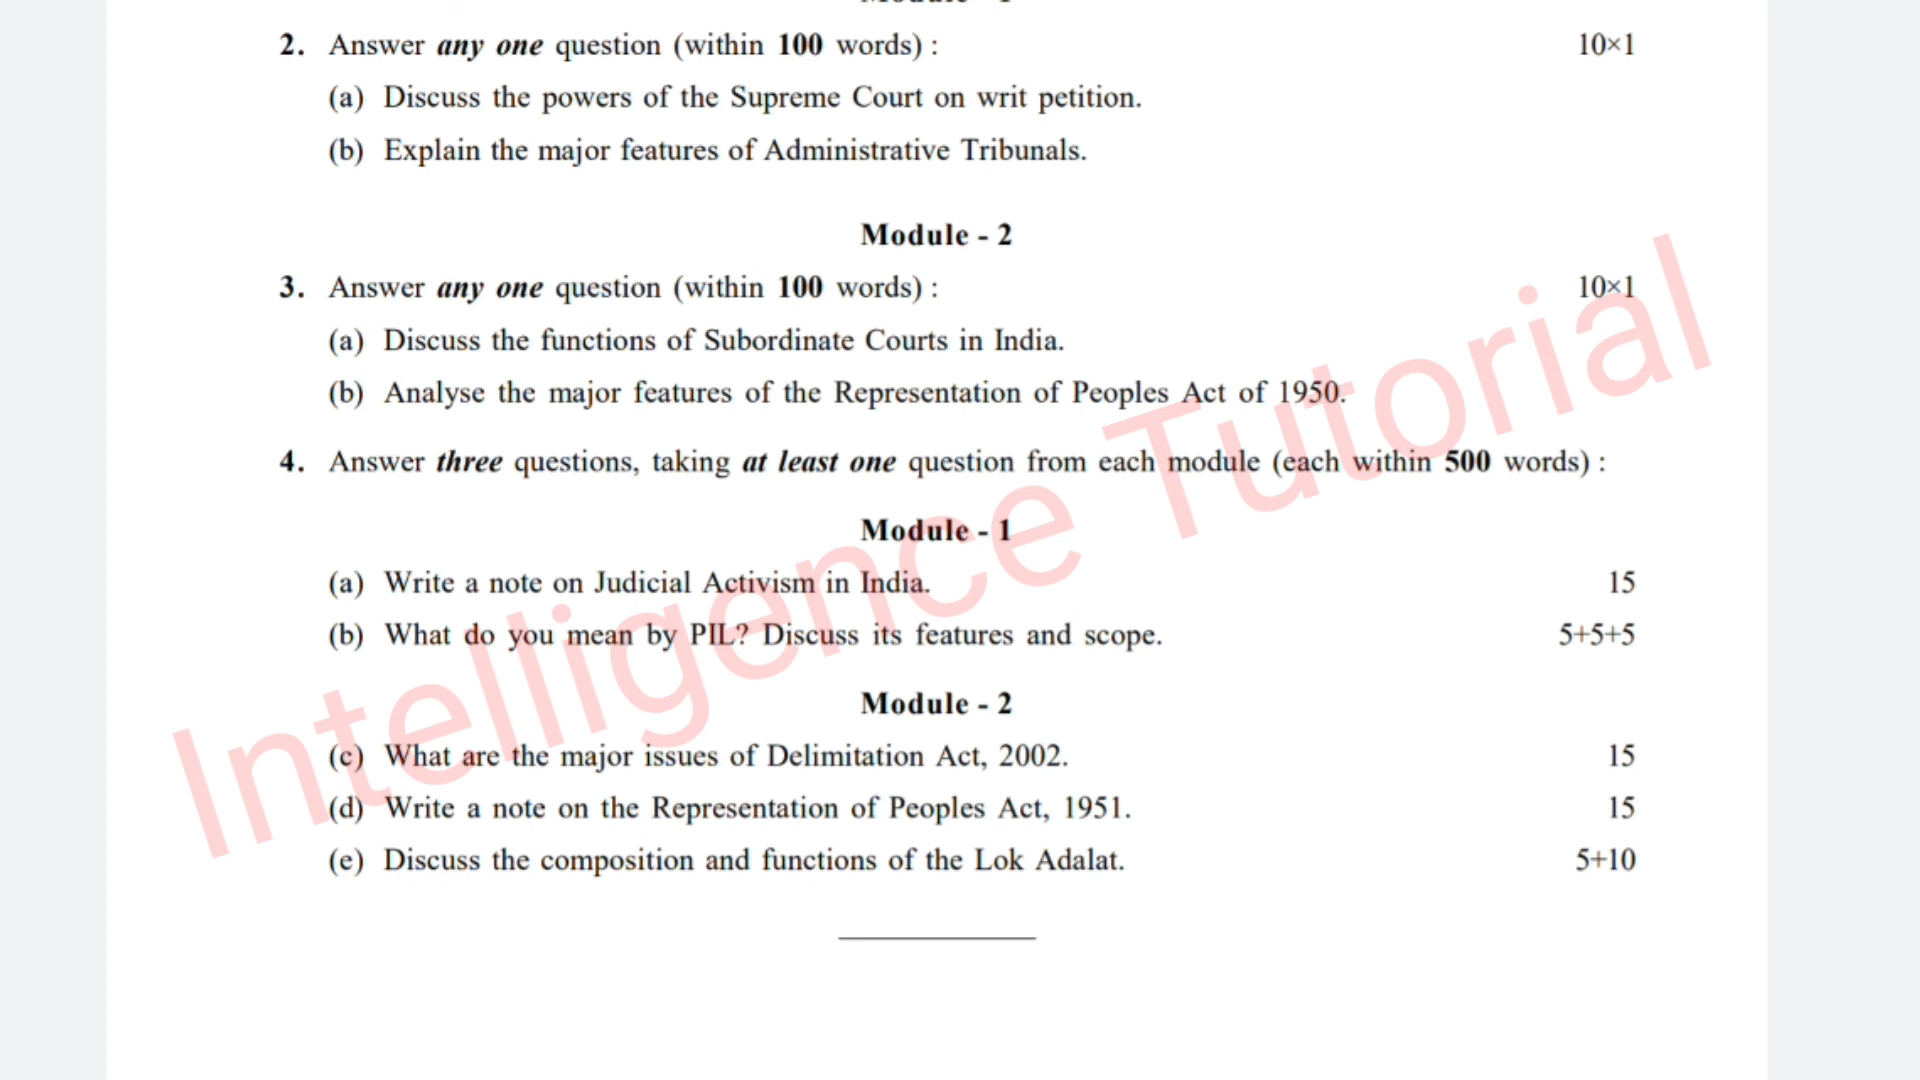 2. Answer any one question (within 100 words) : 10×1
(a) Discuss the powers of the Supreme Court on writ petition.
(b) Explain the major features of Administrative Tribunals.
Module - 2
3. Answer any one question (within 100 words) : 10×1
(a) Discuss the functions of Subordinate Courts in India.
(b) Analyse the major features of the Representation of Peoples Act of 1950.
4. Answer three questions, taking at least one question from each module (each within 500 words) :
Module - 1
(a) Write a note on Judicial Activism in India. 15
(b) What do you mean by PIL? Discuss its features and scope. 5+5+5
Module - 2
(c) What are the major issues of Delimitation Act, 2002. 15
(d) Write a note on the Representation of Peoples Act, 1951. 15
(e) Discuss the composition and functions of the Lok Adalat. 5+10
Intelligence Tutorial